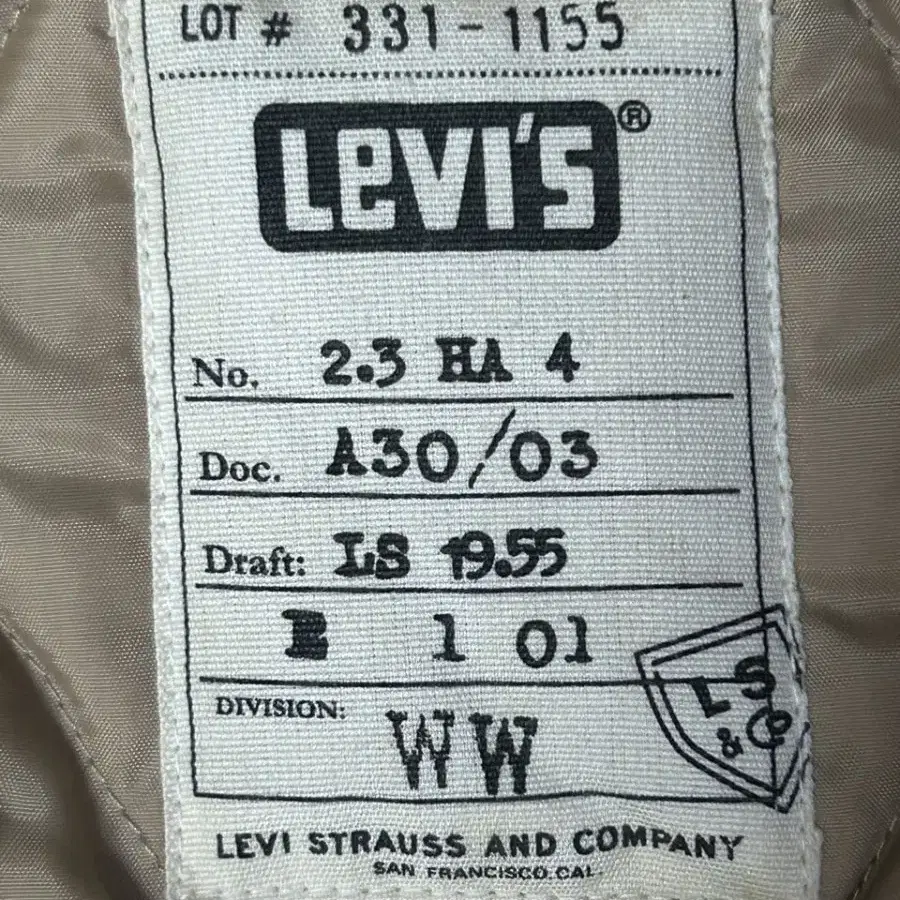 LOT # 331-1155
LEVI'S®
No. 2.3 HA 4
Doc. A30/03
Draft: LS 19.55
E 1 01
DIVISION: WW
LS
& Co
LEVI STRAUSS AND COMPANY
SAN FRANCISCO.CAL.